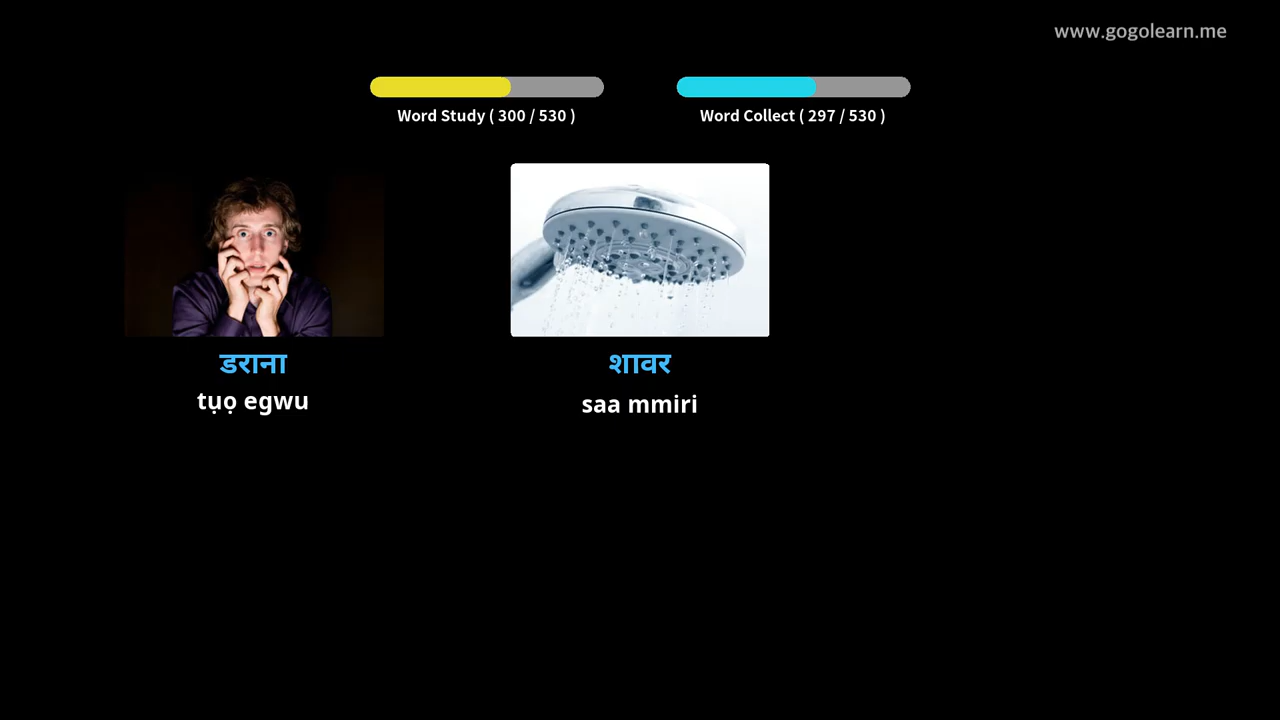 www.gogolearn.me
Word Study ( 300 / 530 )
Word Collect ( 297 / 530 )
डराना
tụọ egwu
शावर
saa mmiri